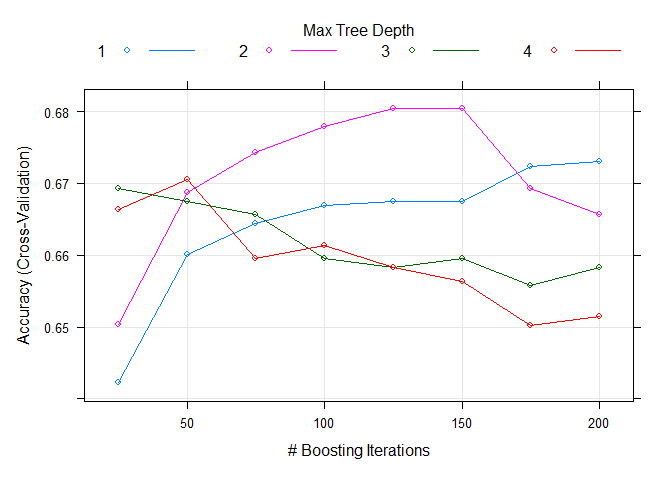 Max Tree Depth
1 2 3 4
0.68
0.67
0.66
0.65
Accuracy (Cross-Validation)
50 100 150 200
# Boosting Iterations